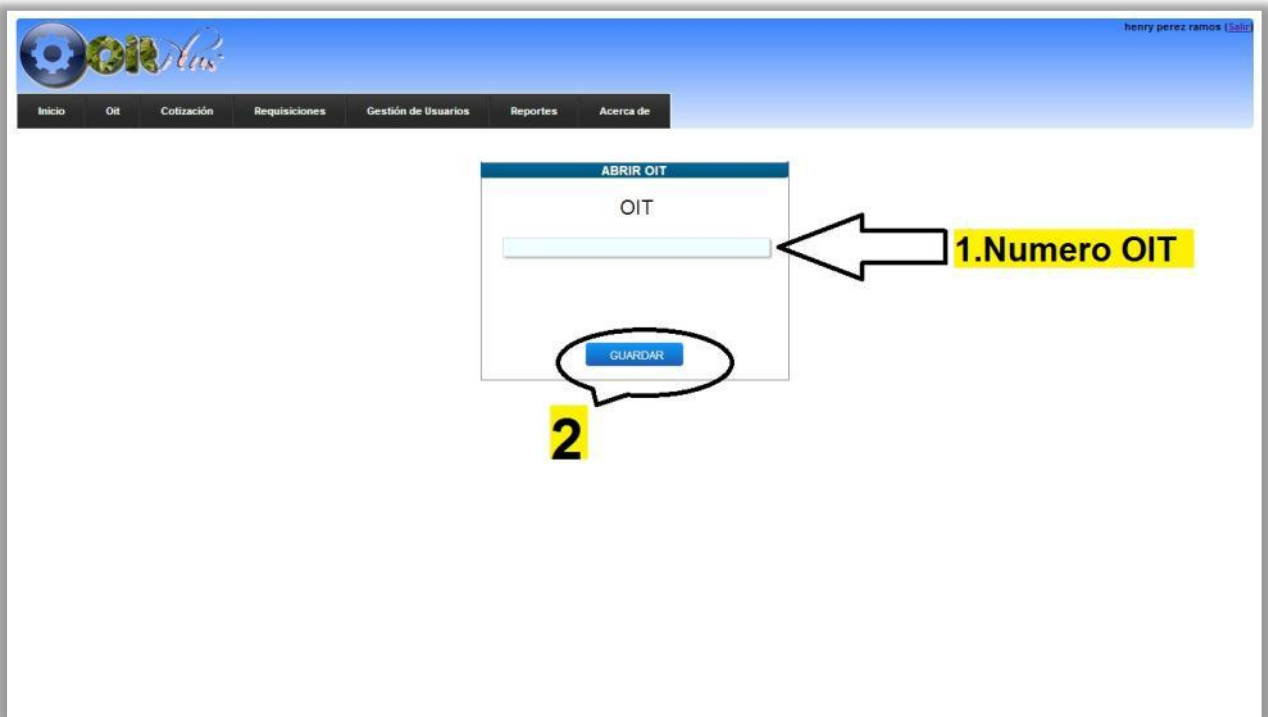 henry perez ramos (Salir)
OIT Plus
Inicio Oit Cotización Requisiciones Gestión de Usuarios Reportes Acerca de
ABRIR OIT
OIT
1.Numero OIT
GUARDAR
2